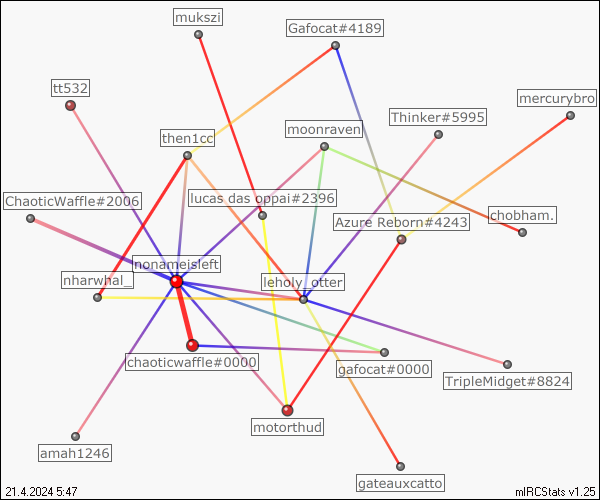 mukszi
Gafocat#4189
tt532
mercurybro
Thinker#5995
moonraven
then1cc
ChaoticWaffle#2006
lucas das oppai#2396
chobham.
Azure Reborn#4243
nonameisleft
nharwhal_
leholy_otter
chaoticwaffle#0000
gafocat#0000
TripleMidget#8824
motorthud
amah1246
gateauxcatto
21.4.2024 5:47
mIRCStats v1.25